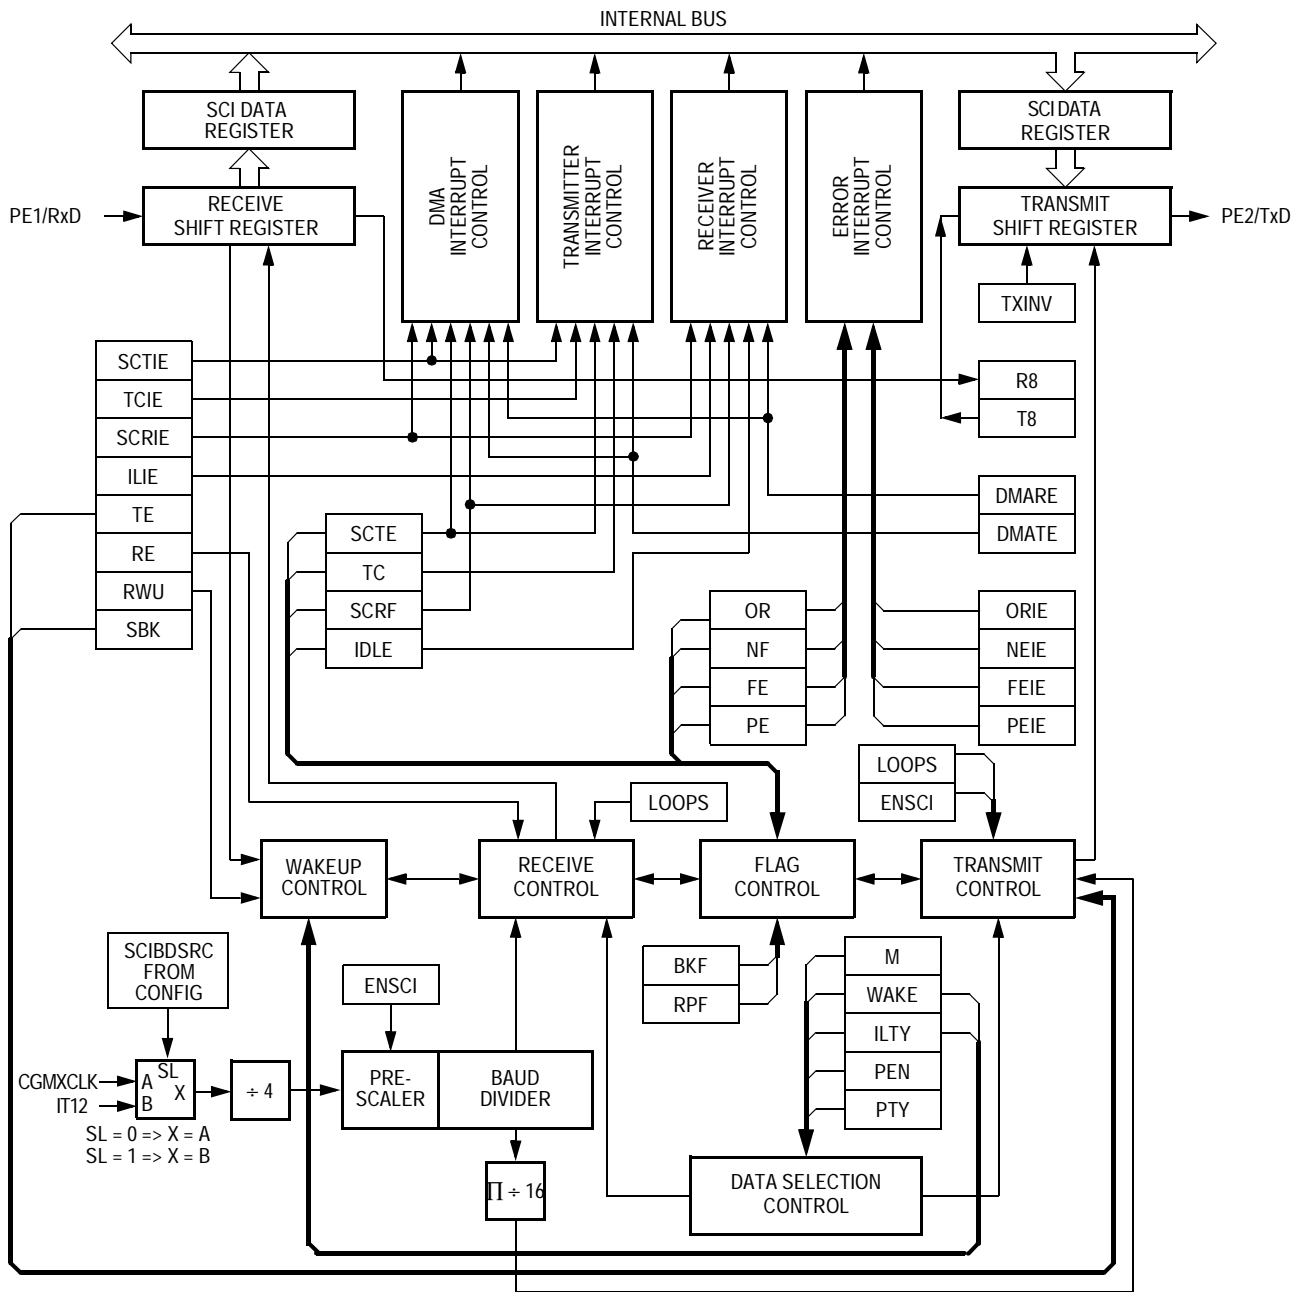 INTERNAL BUS
SCI DATA
REGISTER
SCI DATA
REGISTER
DMA
INTERRUPT
CONTROL
TRANSMITTER
INTERRUPT
CONTROL
RECEIVER
INTERRUPT
CONTROL
ERROR
INTERRUPT
CONTROL
PE1/RxD
RECEIVE
SHIFT REGISTER
TRANSMIT
SHIFT REGISTER
PE2/TxD
TXINV
SCTIE
TCIE
SCRIE
ILIE
TE
RE
RWU
SBK
R8
T8
DMARE
DMATE
SCTE
TC
SCRF
IDLE
OR
NF
FE
PE
ORIE
NEIE
FEIE
PEIE
LOOPS
ENSCI
LOOPS
WAKEUP
CONTROL
RECEIVE
CONTROL
FLAG
CONTROL
TRANSMIT
CONTROL
SCIBDSRC
FROM
CONFIG
ENSCI
BKF
RPF
M
WAKE
ILTY
PEN
PTY
CGMXCLK
IT12
SL
A
X
B
÷ 4
PRE-
SCALER
BAUD
DIVIDER
SL = 0 => X = A
SL = 1 => X = B
∏ ÷ 16
DATA SELECTION
CONTROL